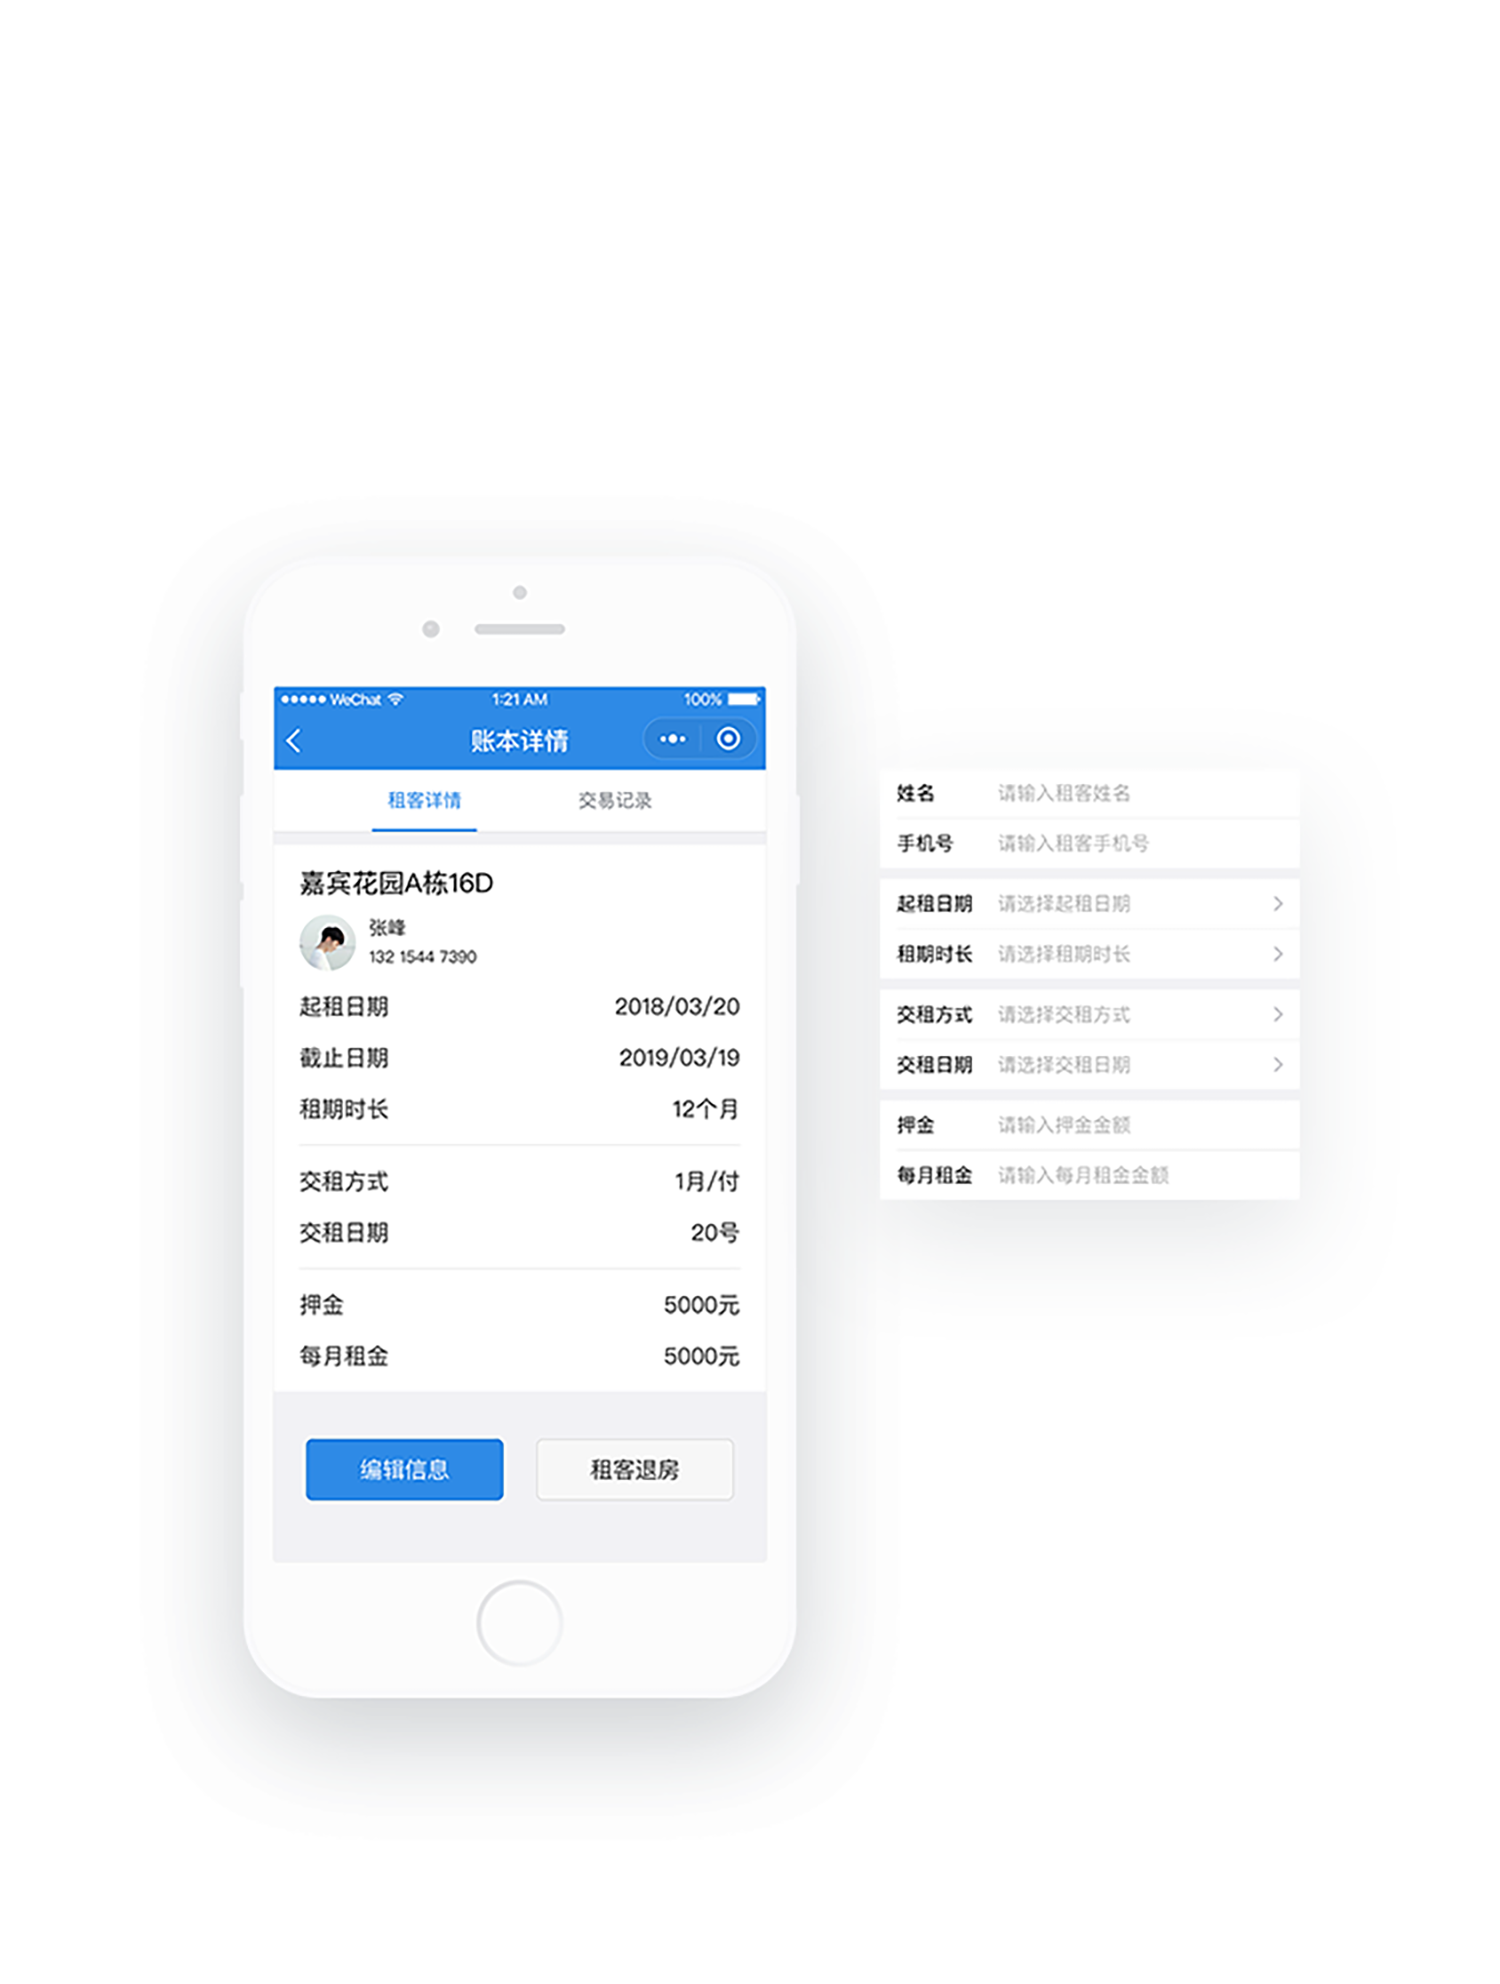 WeChat 1:21 AM 100%
账本详情
租客详情 交易记录
嘉宾花园A栋16D
张峰
132 1544 7390
起租日期 2018/03/20
截止日期 2019/03/19
租期时长 12个月
交租方式 1月/付
交租日期 20号
押金 5000元
每月租金 5000元
编辑信息 租客退房
姓名 请输入租客姓名
手机号 请输入租客手机号
起租日期 请选择起租日期
租期时长 请选择租期时长
交租方式 请选择交租方式
交租日期 请选择交租日期
押金 请输入押金金额
每月租金 请输入每月租金金额